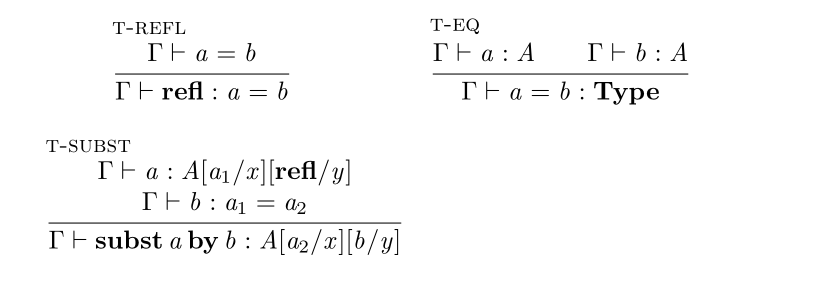 T-REFL
Γ ⊢ a = b
Γ ⊢ refl : a = b
T-EQ
Γ ⊢ a : A Γ ⊢ b : A
Γ ⊢ a = b : Type
T-SUBST
Γ ⊢ a : A[a₁/x][refl/y]
Γ ⊢ b : a₁ = a₂
Γ ⊢ subst a by b : A[a₂/x][b/y]